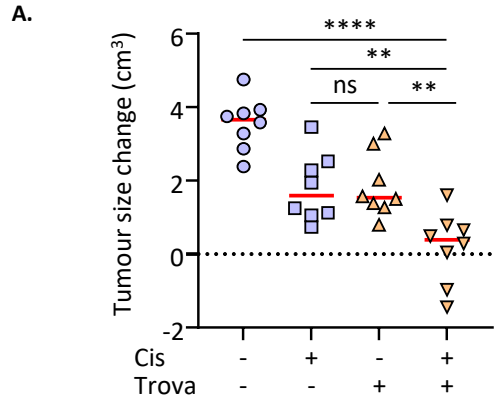 A.
Tumour size change (cm³)
6
4
2
0
-2
****
**
ns
**
Cis - + - +
Trova - - + +